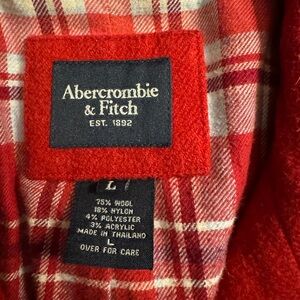 Abercrombie
& Fitch
EST. 1892
L
75% WOOL
18% NYLON
4% POLYESTER
3% ACRYLIC
MADE IN THAILAND
L
OVER FOR CARE